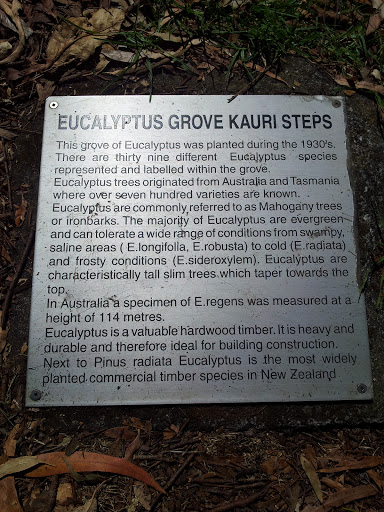 EUCALYPTUS GROVE KAURI STEPS
This grove of Eucalyptus was planted during the 1930's.
There are thirty nine different Eucalyptus species
represented and labelled within the grove.
Eucalyptus trees originated from Australia and Tasmania
where over seven hundred varieties are known.
Eucalyptus are commonly referred to as Mahogany trees
or ironbarks. The majority of Eucalyptus are evergreen
and can tolerate a wide range of conditions from swampy,
saline areas ( E.longifolia, E.robusta) to cold (E.radiata)
and frosty conditions (E.sideroxylem). Eucalyptus are
characteristically tall slim trees which taper towards the
top.
In Australia a specimen of E.regens was measured at a
height of 114 metres.
Eucalyptus is a valuable hardwood timber. It is heavy and
durable and therefore ideal for building construction.
Next to Pinus radiata Eucalyptus is the most widely
planted commercial timber species in New Zealand